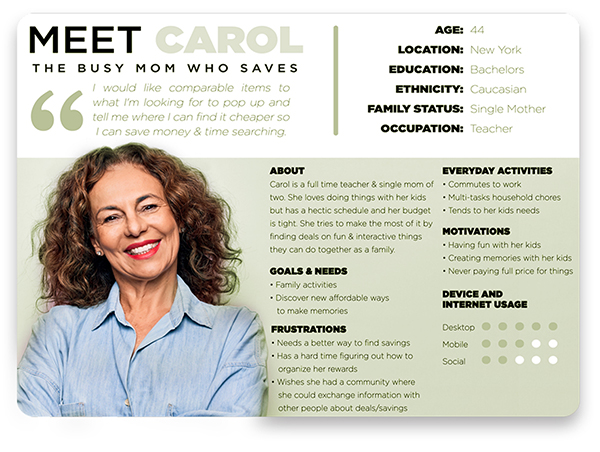 MEET CAROL
THE BUSY MOM WHO SAVES
I would like comparable items to
what I'm looking for to pop up and
tell me where I can find it cheaper so
I can save money & time searching.
AGE: 44
LOCATION: New York
EDUCATION: Bachelors
ETHNICITY: Caucasian
FAMILY STATUS: Single Mother
OCCUPATION: Teacher
ABOUT
Carol is a full time teacher & single mom of
two. She loves doing things with her kids
but has a hectic schedule and her budget
is tight. She tries to make the most of it by
finding deals on fun & interactive things
they can do together as a family.
GOALS & NEEDS
• Family activities
• Discover new affordable ways
to make memories
FRUSTRATIONS
• Needs a better way to find savings
• Has a hard time figuring out how to
organize her rewards
• Wishes she had a community where
she could exchange information with
other people about deals/savings
EVERYDAY ACTIVITIES
• Commutes to work
• Multi-tasks household chores
• Tends to her kids needs
MOTIVATIONS
• Having fun with her kids
• Creating memories with her kids
• Never paying full price for things
DEVICE AND
INTERNET USAGE
Desktop
Mobile
Social